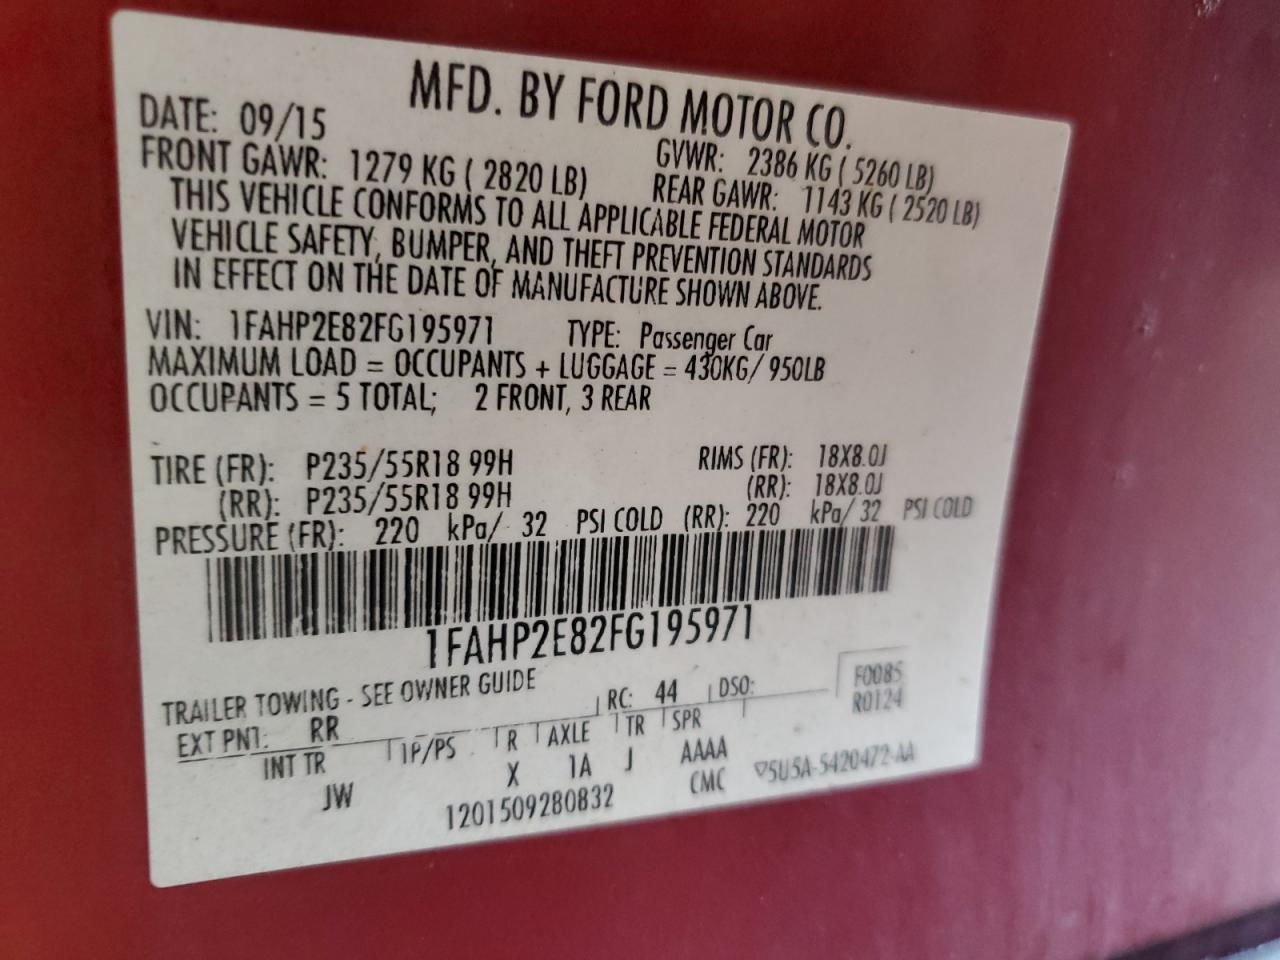 MFD. BY FORD MOTOR CO.
DATE: 09/15 GVWR: 2386 KG ( 5260 LB)
FRONT GAWR: 1279 KG ( 2820 LB) REAR GAWR: 1143 KG ( 2520 LB)
THIS VEHICLE CONFORMS TO ALL APPLICABLE FEDERAL MOTOR
VEHICLE SAFETY, BUMPER, AND THEFT PREVENTION STANDARDS
IN EFFECT ON THE DATE OF MANUFACTURE SHOWN ABOVE.
VIN: 1FAHP2E82FG195971 TYPE: Passenger Car
MAXIMUM LOAD = OCCUPANTS + LUGGAGE = 430KG/ 950LB
OCCUPANTS = 5 TOTAL; 2 FRONT, 3 REAR
TIRE (FR): P235/55R18 99H RIMS (FR): 18X8.0J
(RR): P235/55R18 99H (RR): 18X8.0J
PRESSURE (FR): 220 kPa/ 32 PSI COLD (RR): 220 kPa/ 32 PSI COLD
1FAHP2E82FG195971
TRAILER TOWING - SEE OWNER GUIDE
EXT PNT: RR RC: 44 DSO: F0085
R0124
INT TR 1P/PS R AXLE TR SPR
JW X 1A J AAAA
1201509280832 CMC 5U5A-5420472-AA